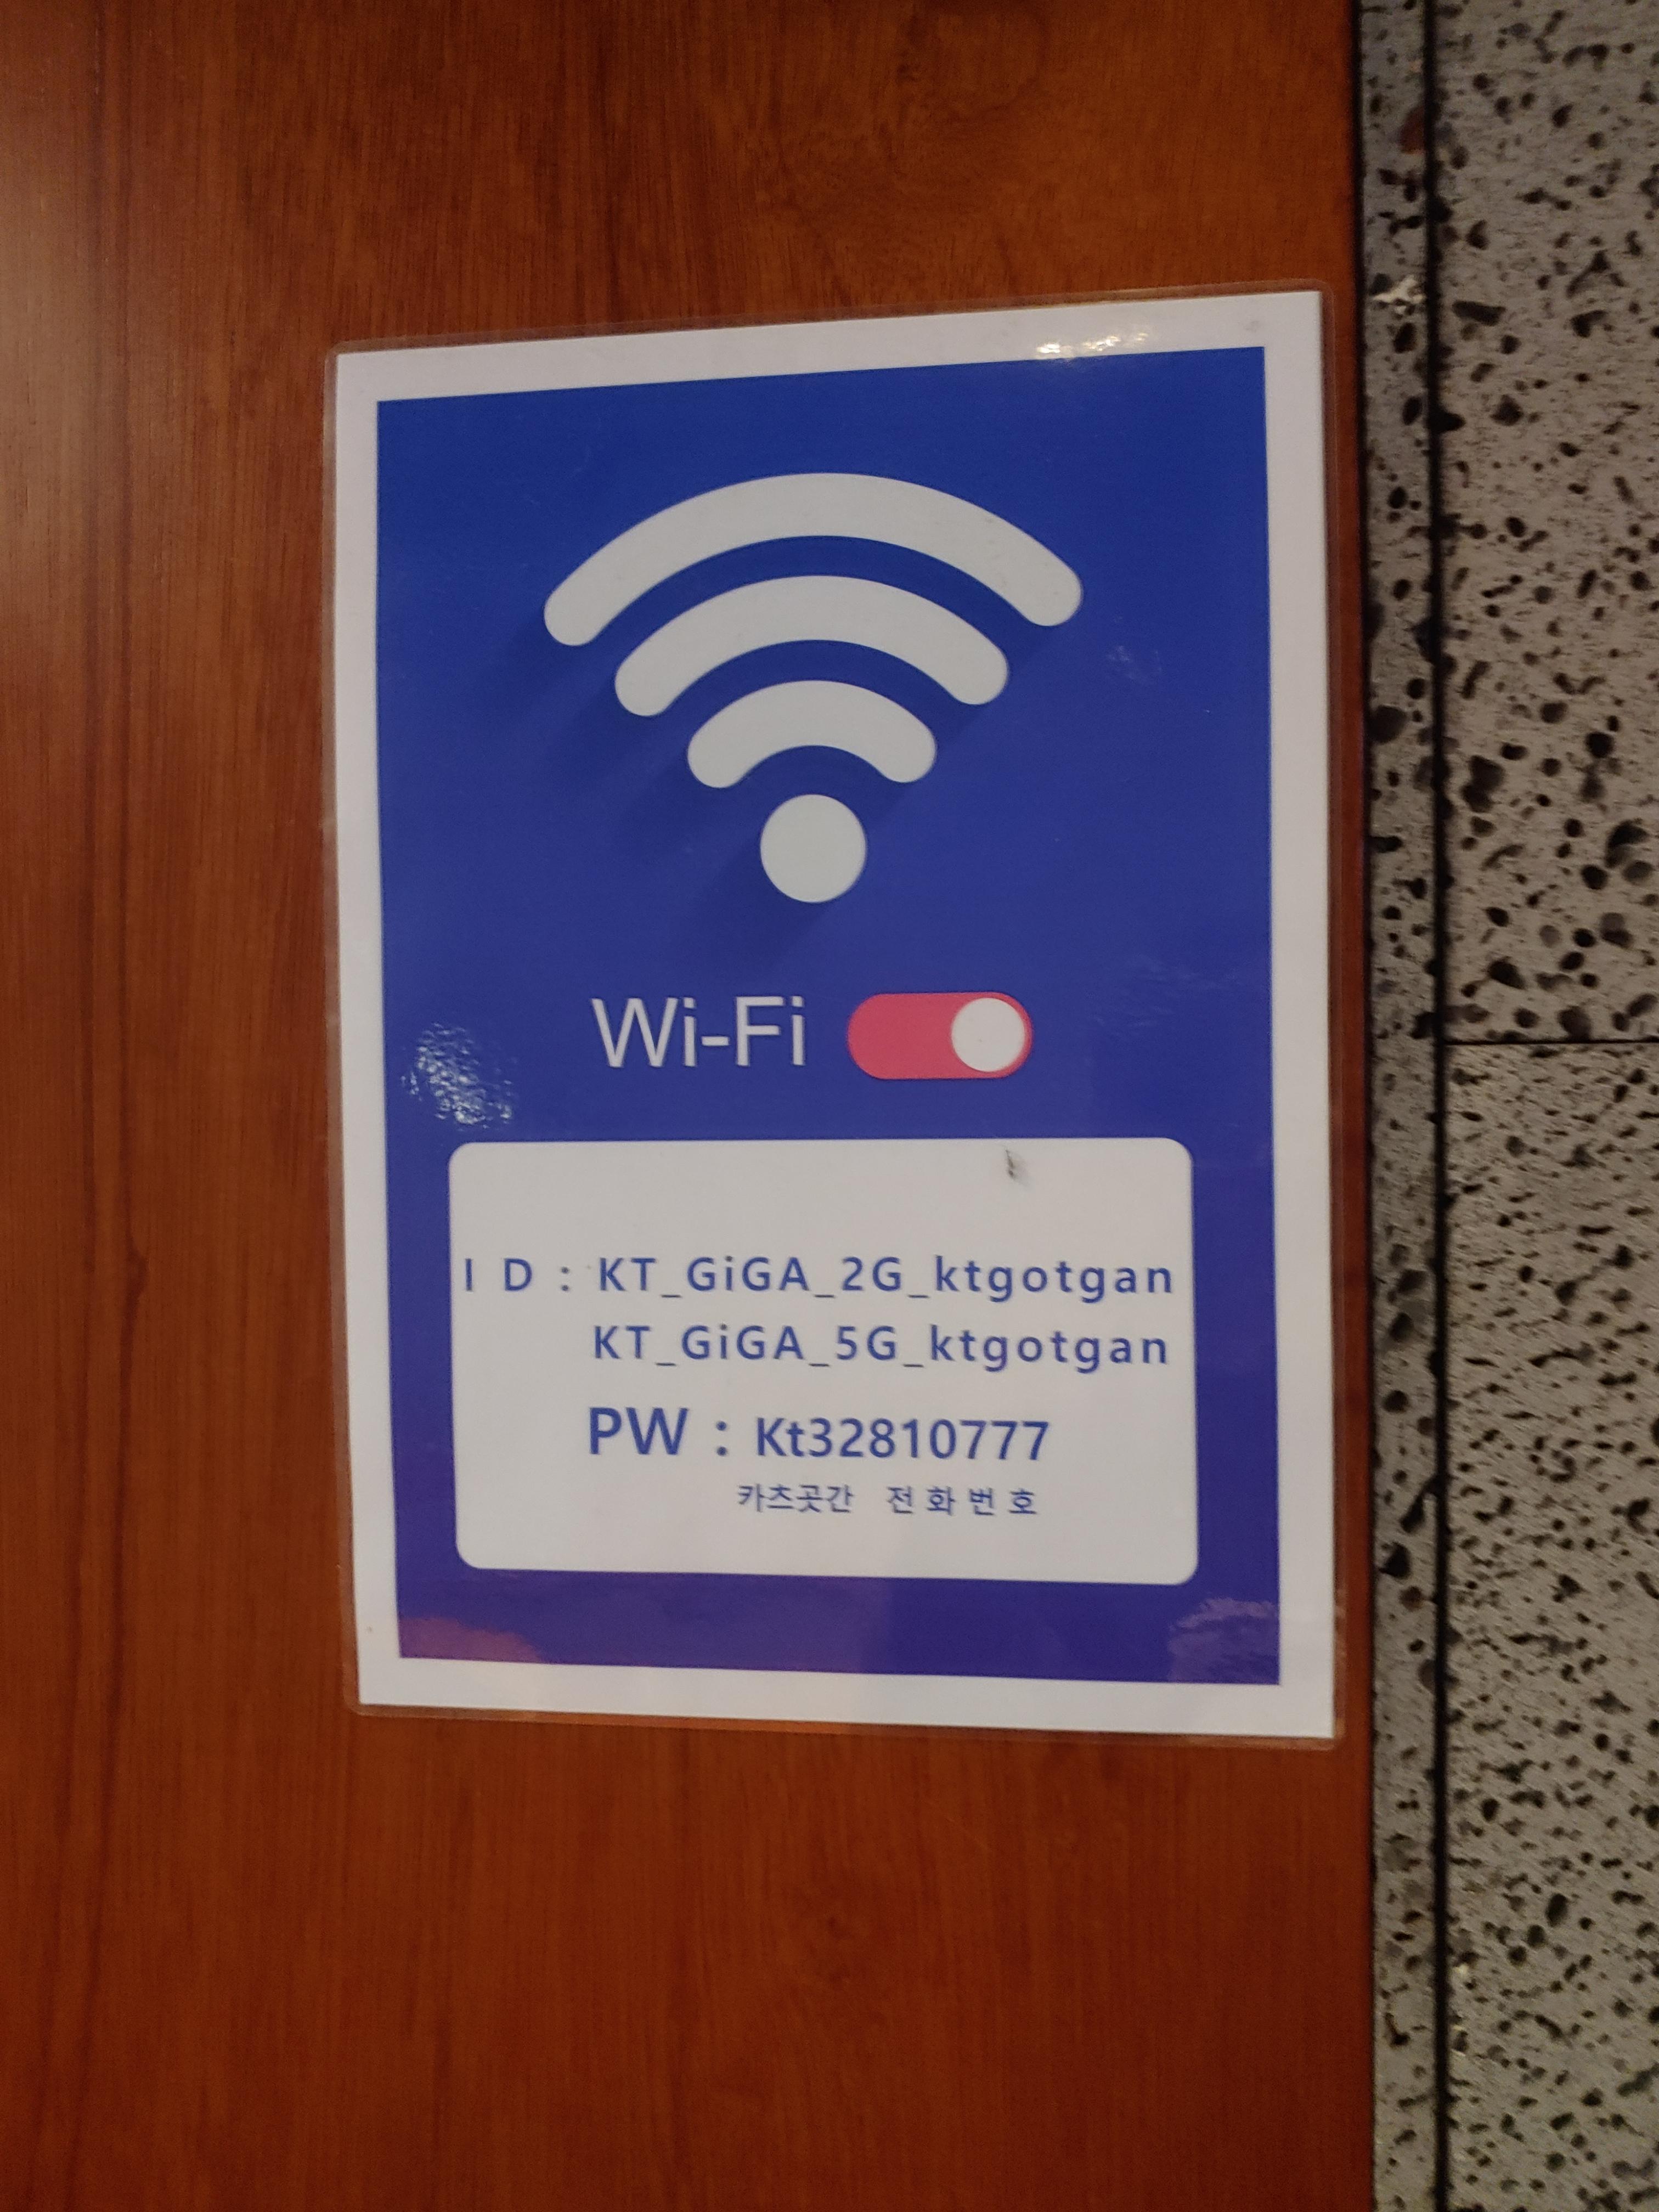 Wi-Fi
I D : KT_GiGA_2G_ktgotgan
KT_GiGA_5G_ktgotgan
PW : Kt32810777
카츠곳간 전화번호